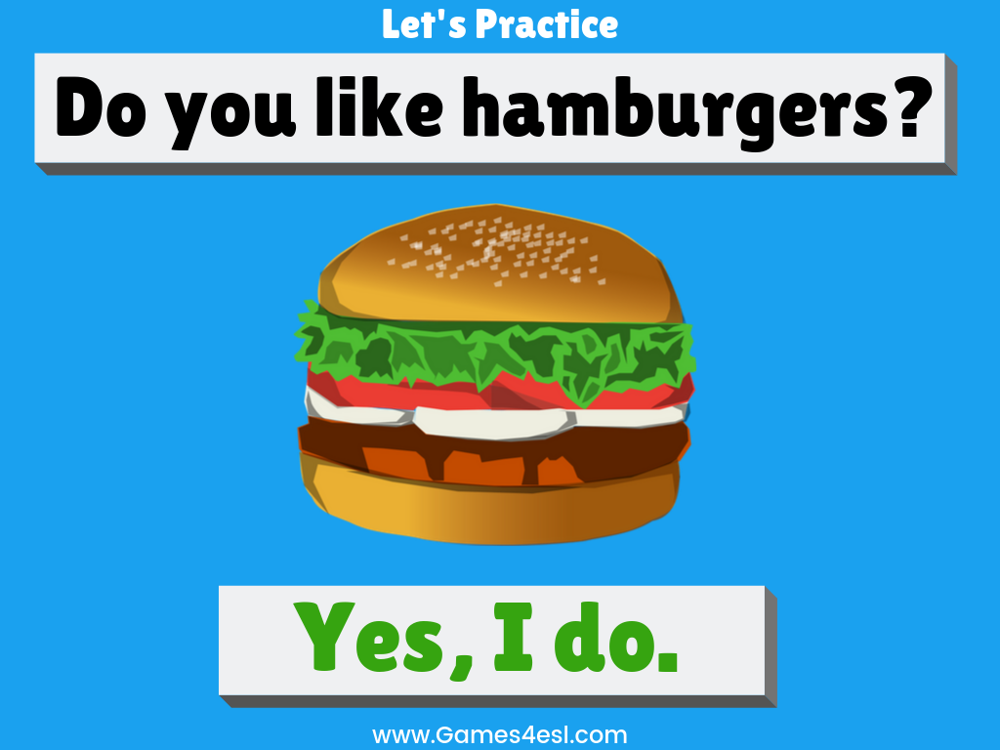 Let's Practice
Do you like hamburgers?
Yes, I do.
www.Games4esl.com